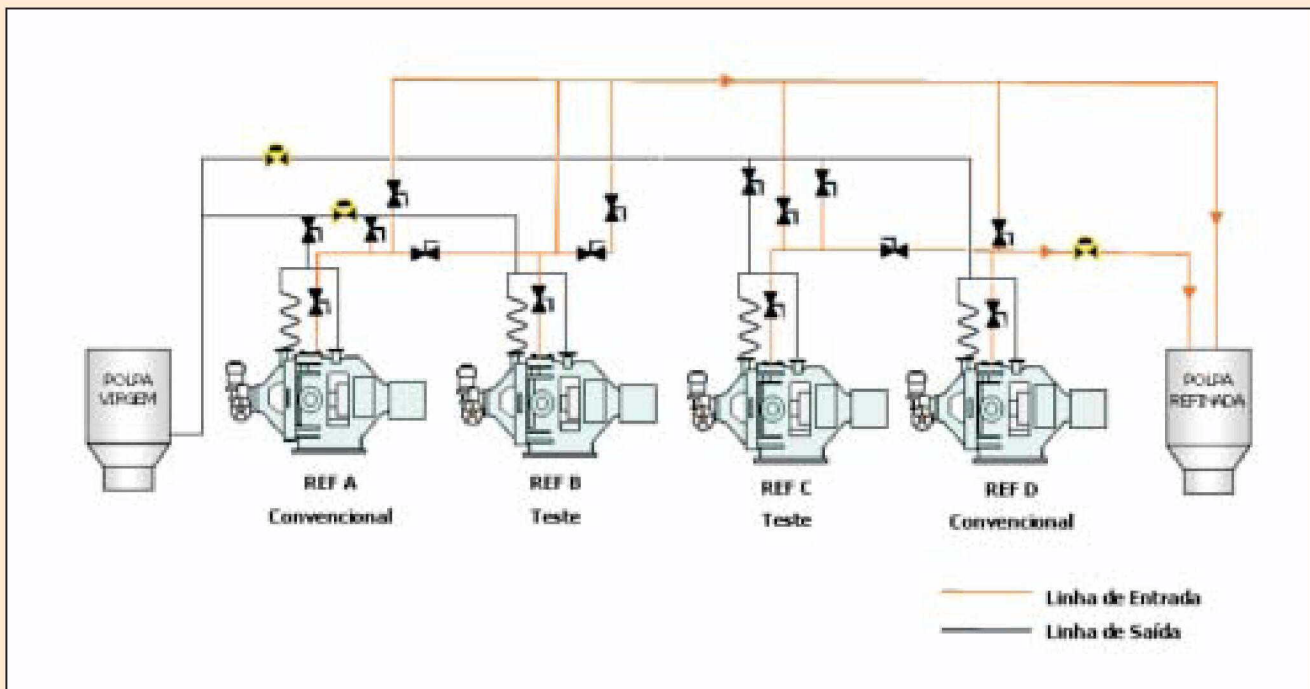 POLPA
VIRGEM
POLPA
REFINADA
REF A
Convencional
REF B
Teste
REF C
Teste
REF D
Convencional
Linha de Entrada
Linha de Saída